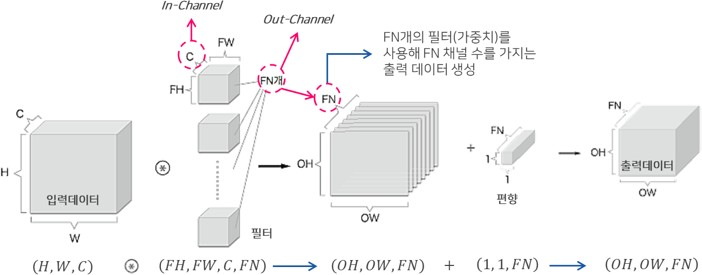 In-Channel
Out-Channel
FN개의 필터(가중치)를
사용해 FN 채널 수를 가지는
출력 데이터 생성
C
FW
FH
FN개
FN
C
H
입력데이터
W
⊛
필터
OH
OW
+
FN
1
1
편향
FN
OH
출력데이터
OW
(H, W, C) ⊛ (FH, FW, C, FN) (OH, OW, FN) + (1, 1, FN) (OH, OW, FN)